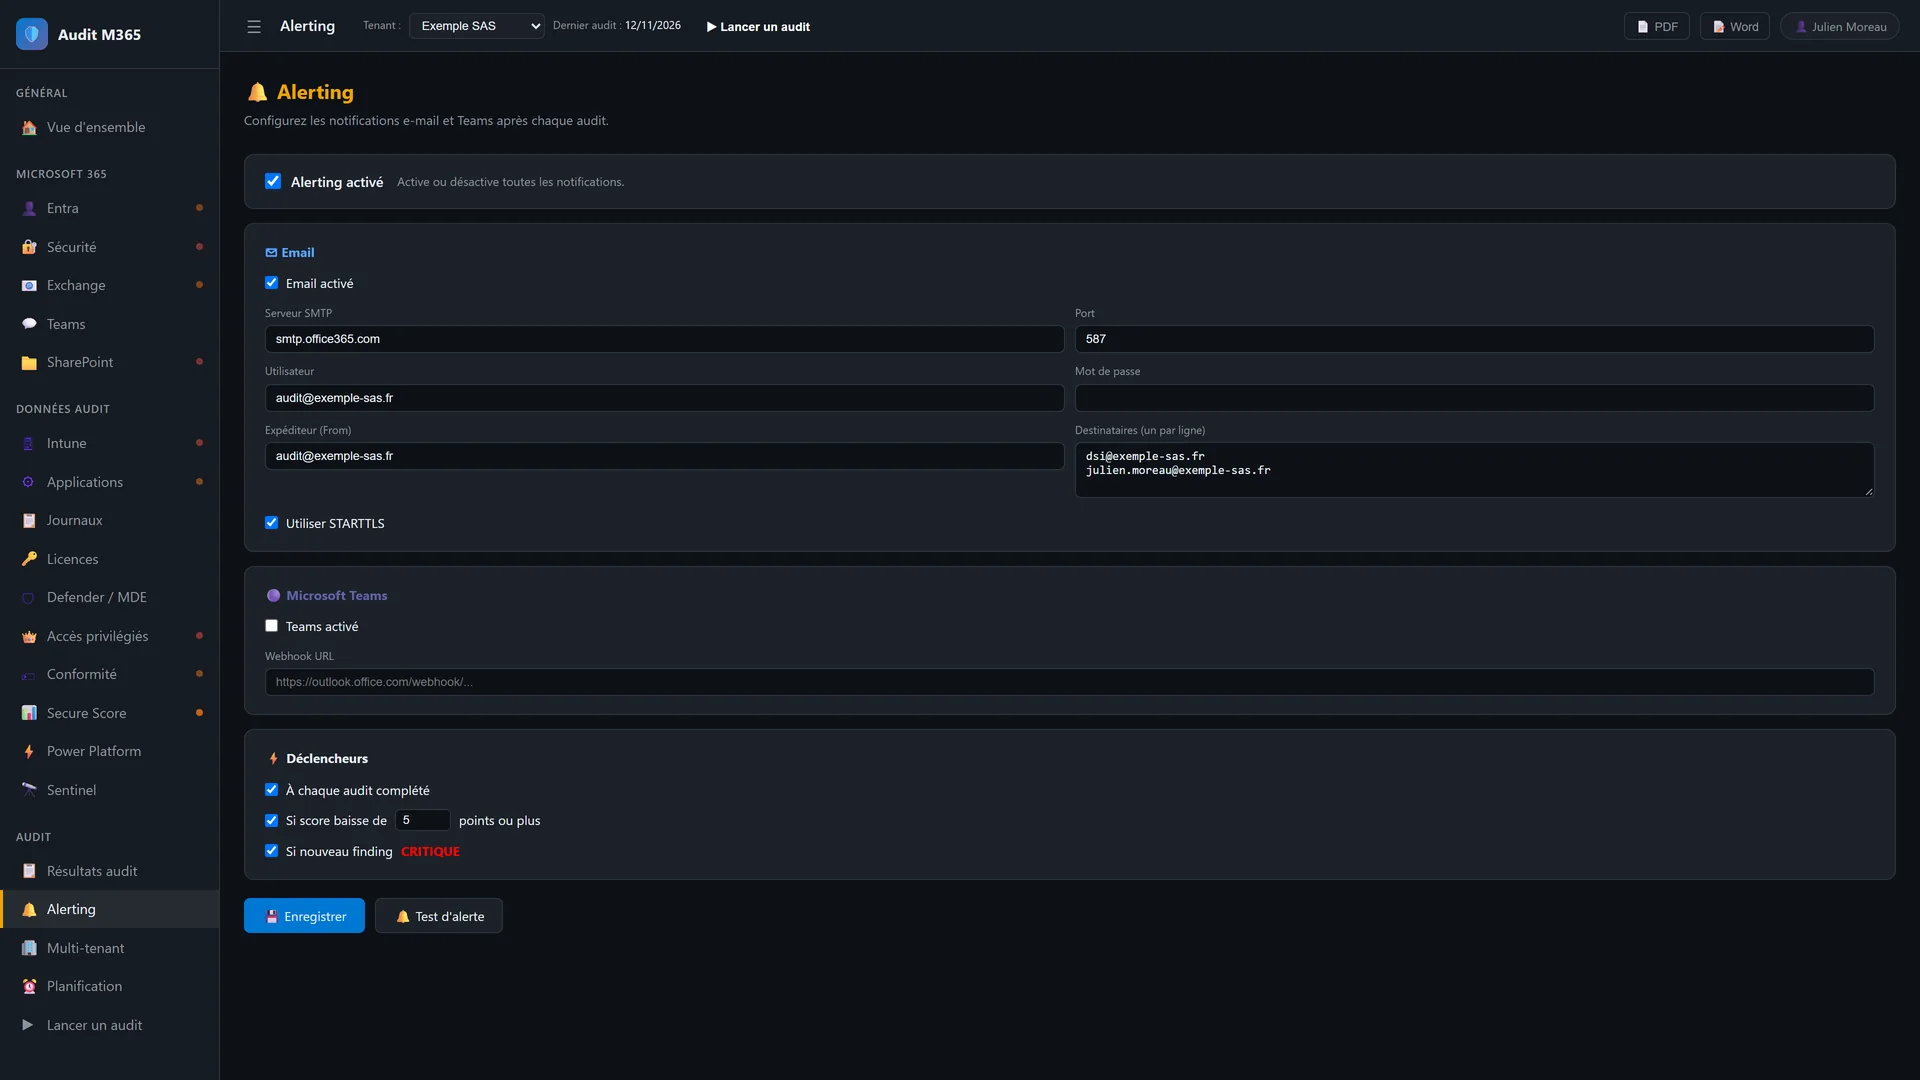 Audit M365
GÉNÉRAL
Vue d'ensemble
MICROSOFT 365
Entra
Sécurité
Exchange
Teams
SharePoint
DONNÉES AUDIT
Intune
Applications
Journaux
Licences
Defender / MDE
Accès privilégiés
Conformité
Secure Score
Power Platform
Sentinel
AUDIT
Résultats audit
Alerting
Multi-tenant
Planification
Lancer un audit
Alerting
Tenant : Exemple SAS Dernier audit : 12/11/2026
Lancer un audit
PDF
Word
Julien Moreau
Alerting
Configurez les notifications e-mail et Teams après chaque audit.
Alerting activé Active ou désactive toutes les notifications.
Email
Email activé
Serveur SMTP
smtp.office365.com
Port
587
Utilisateur
audit@exemple-sas.fr
Mot de passe
Expéditeur (From)
audit@exemple-sas.fr
Destinataires (un par ligne)
dsi@exemple-sas.fr
julien.moreau@exemple-sas.fr
Utiliser STARTTLS
Microsoft Teams
Teams activé
Webhook URL
https://outlook.office.com/webhook/...
Déclencheurs
À chaque audit complété
Si score baisse de 5 points ou plus
Si nouveau finding CRITIQUE
Enregistrer
Test d'alerte